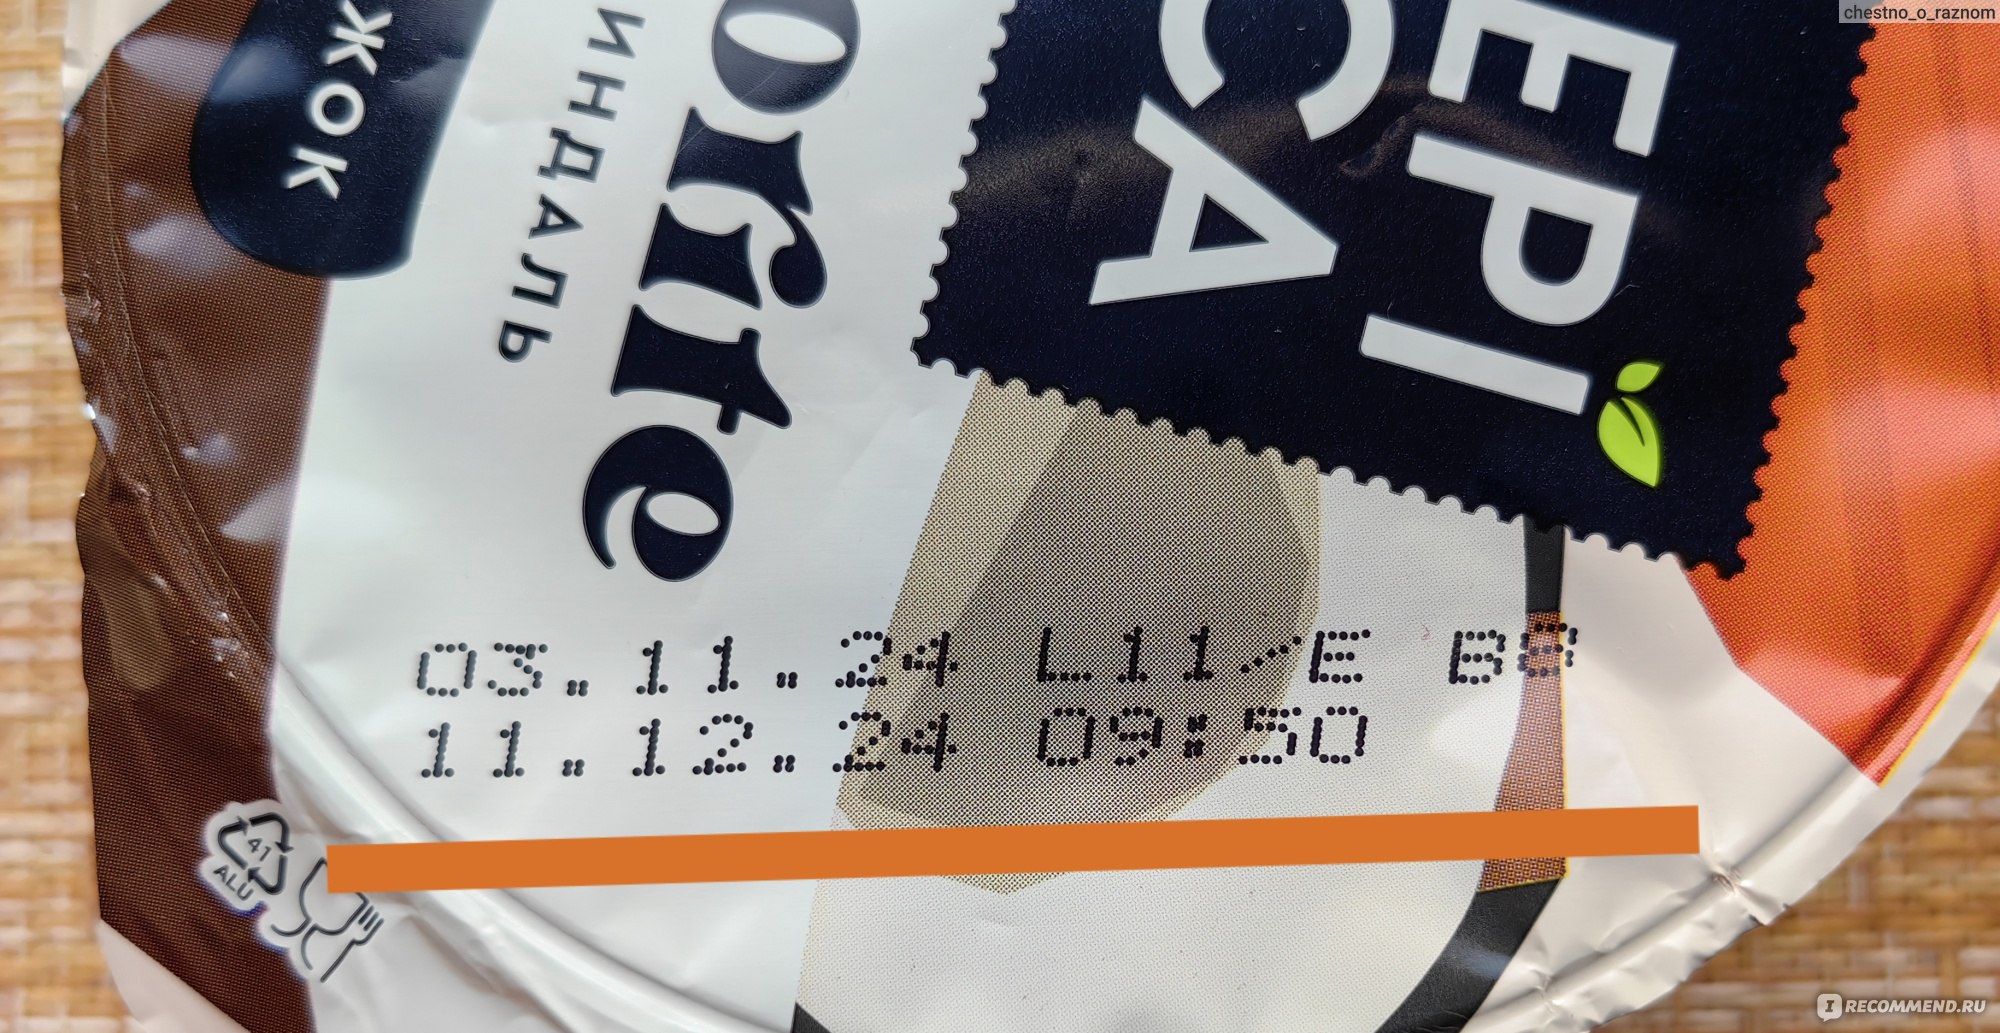 chestno_o_raznom
EPI
CA
orite
ИНДАЛЬ
ЖОК
03.11.24 L11/E B8
11.12.24 09:50
41
ALU
IRECOMMEND.RU